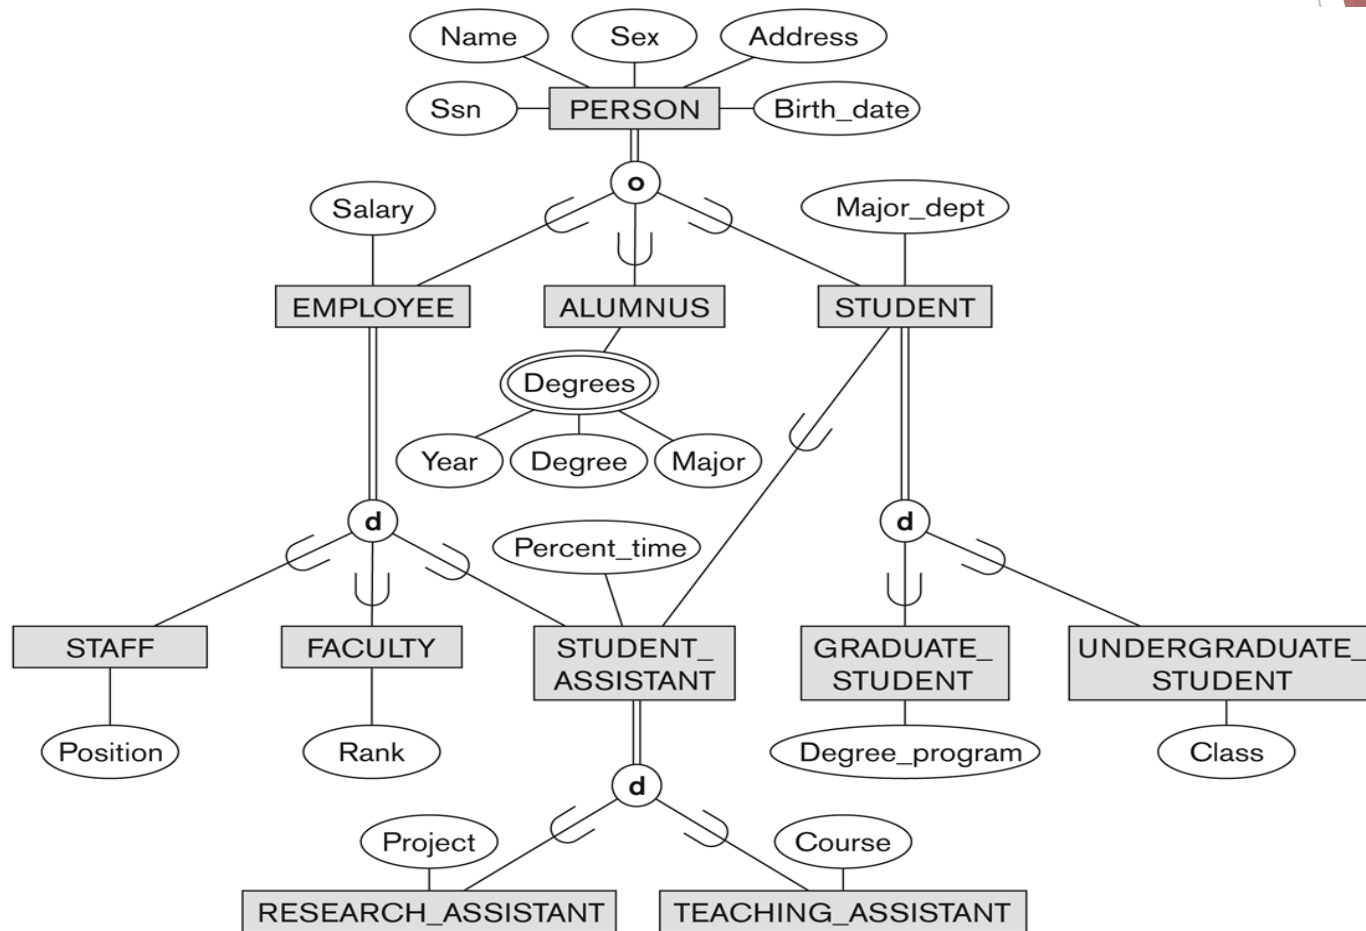 Name
Sex
Address
Ssn
PERSON
Birth_date
o
Salary
Major_dept
EMPLOYEE
ALUMNUS
STUDENT
Degrees
Year
Degree
Major
d
d
Percent_time
STAFF
FACULTY
STUDENT_
ASSISTANT
GRADUATE_
STUDENT
UNDERGRADUATE_
STUDENT
Position
Rank
Degree_program
Class
d
Project
Course
RESEARCH_ASSISTANT
TEACHING_ASSISTANT